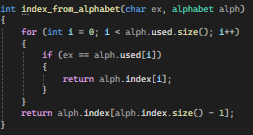 int index_from_alphabet(char ex, alphabet alph)
{
    for (int i = 0; i < alph.used.size(); i++)
    {
        if (ex == alph.used[i])
        {
            return alph.index[i];
        }
    }
    return alph.index[alph.index.size() - 1];
}